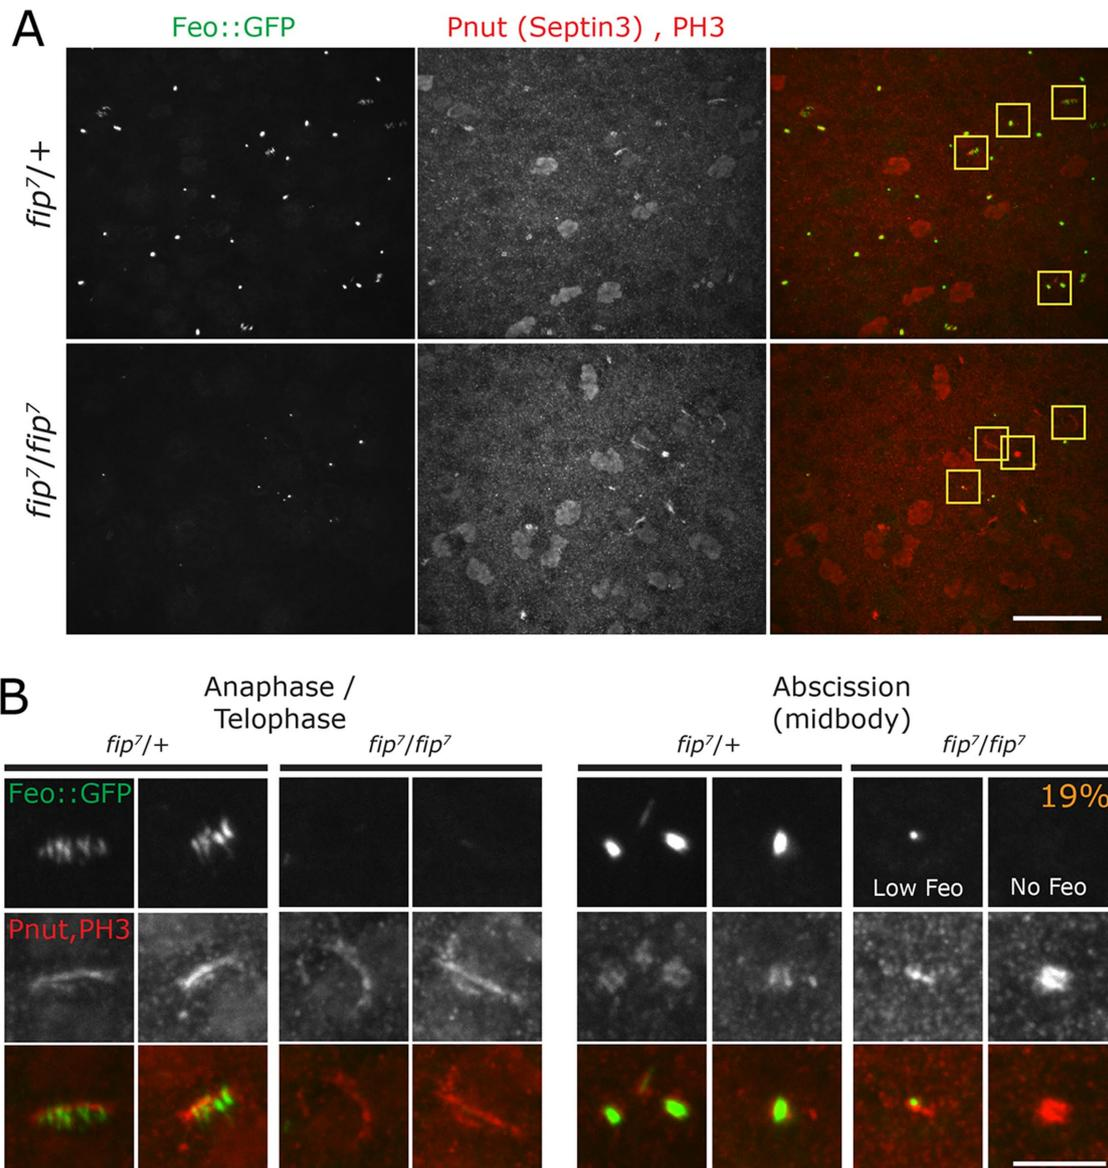 A
Feo::GFP
Pnut (Septin3) , PH3
fip⁷/+
fip⁷/fip⁷
B
Anaphase /
Telophase
Abscission
(midbody)
fip⁷/+
fip⁷/fip⁷
fip⁷/+
fip⁷/fip⁷
Feo::GFP
19%
Low Feo
No Feo
Pnut,PH3